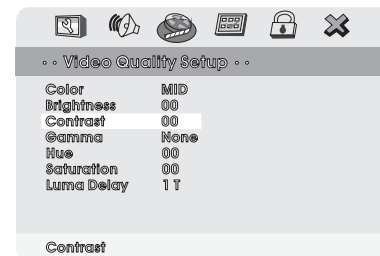 • • Video Quality Setup • •
Color MID
Brightness 00
Contrast 00
Gamma None
Hue 00
Saturation 00
Luma Delay 1 T
Contrast